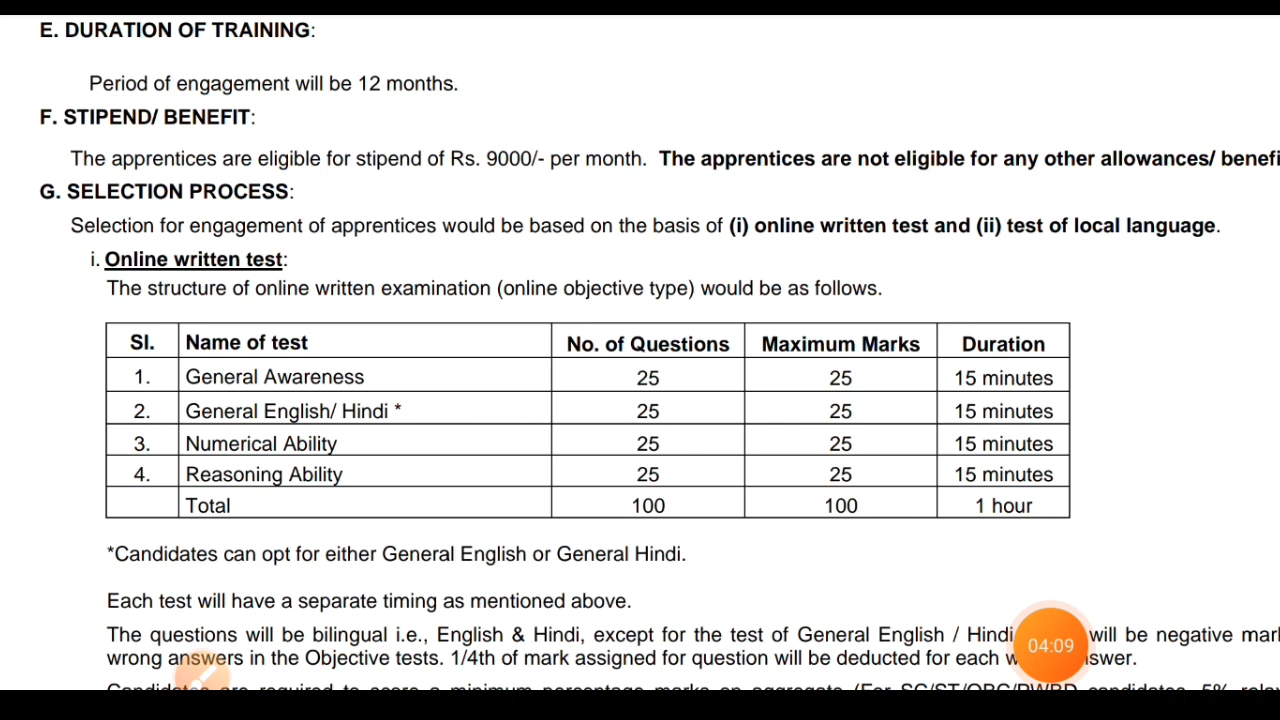 E. DURATION OF TRAINING:
Period of engagement will be 12 months.
F. STIPEND/ BENEFIT:
The apprentices are eligible for stipend of Rs. 9000/- per month. The apprentices are not eligible for any other allowances/ benefi
G. SELECTION PROCESS:
Selection for engagement of apprentices would be based on the basis of (i) online written test and (ii) test of local language.
i. Online written test:
The structure of online written examination (online objective type) would be as follows.
Sl. Name of test No. of Questions Maximum Marks Duration
1. General Awareness 25 25 15 minutes
2. General English/ Hindi * 25 25 15 minutes
3. Numerical Ability 25 25 15 minutes
4. Reasoning Ability 25 25 15 minutes
Total 100 100 1 hour
*Candidates can opt for either General English or General Hindi.
Each test will have a separate timing as mentioned above.
The questions will be bilingual i.e., English & Hindi, except for the test of General English / Hindi will be negative mar
04:09
wrong answers in the Objective tests. 1/4th of mark assigned for question will be deducted for each w swer.